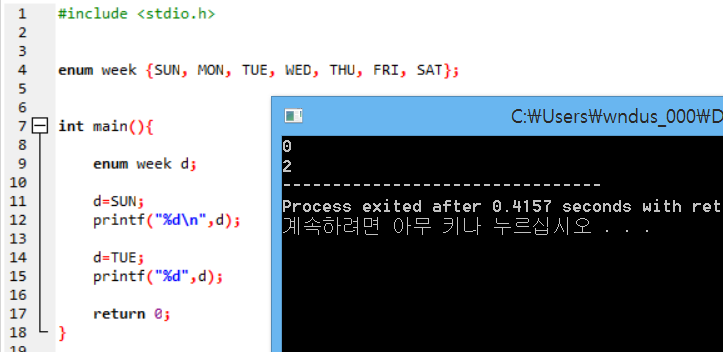 1 #include <stdio.h>
2
3
4 enum week {SUN, MON, TUE, WED, THU, FRI, SAT};
5
6
7 int main(){
8
9 enum week d;
10
11 d=SUN;
12 printf("%d\n",d);
13
14 d=TUE;
15 printf("%d",d);
16
17 return 0;
18 }
19
C:₩Users₩wndus_000₩D
0
2
--------------------------------
Process exited after 0.4157 seconds with ret
계속하려면 아무 키나 누르십시오 . . .